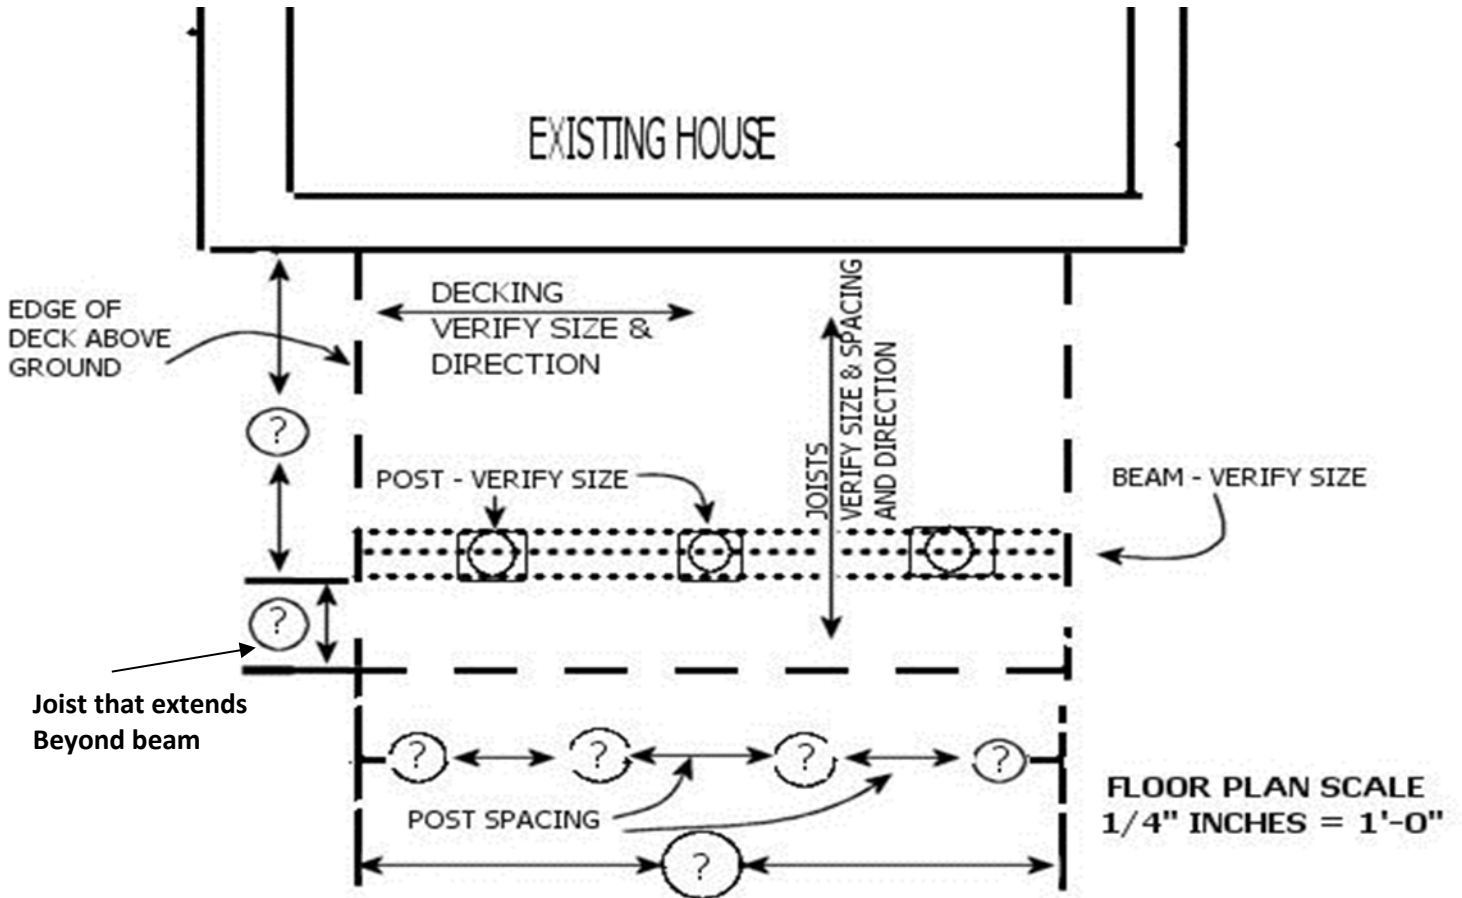 EXISTING HOUSE
EDGE OF
DECK ABOVE
GROUND
DECKING
VERIFY SIZE &
DIRECTION
JOISTS
VERIFY SIZE & SPACING
AND DIRECTION
?
POST - VERIFY SIZE
BEAM - VERIFY SIZE
?
Joist that extends
Beyond beam
? ? ? ?
POST SPACING
FLOOR PLAN SCALE
1/4" INCHES = 1'-0"
?